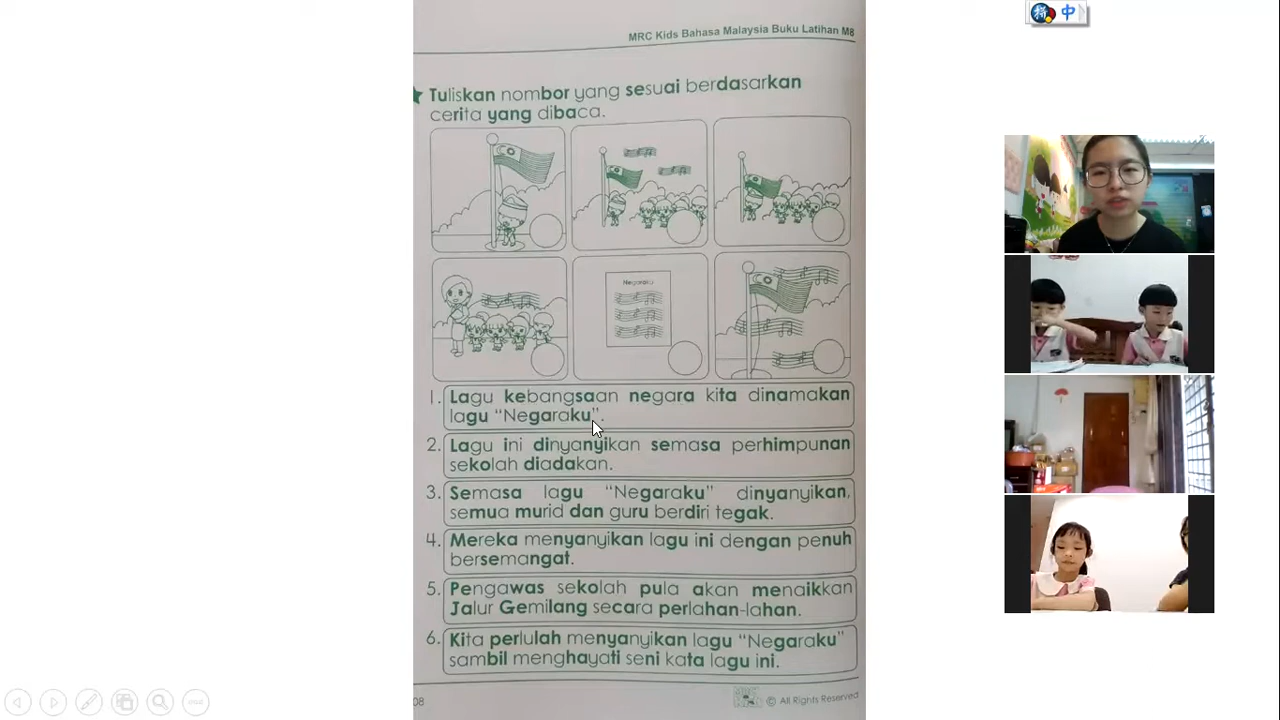 MRC Kids Bahasa Malaysia Buku Latihan M8
Tuliskan nombor yang sesuai berdasarkan
cerita yang dibaca.
Negaraku
1. Lagu kebangsaan negara kita dinamakan
lagu “Negaraku”.
2. Lagu ini dinyanyikan semasa perhimpunan
sekolah diadakan.
3. Semasa lagu “Negaraku” dinyanyikan,
semua murid dan guru berdiri tegak.
4. Mereka menyanyikan lagu ini dengan penuh
bersemangat.
5. Pengawas sekolah pula akan menaikkan
Jalur Gemilang secara perlahan-lahan.
6. Kita perlulah menyanyikan lagu “Negaraku”
sambil menghayati seni kata lagu ini.
08
© All Rights Reserved
中